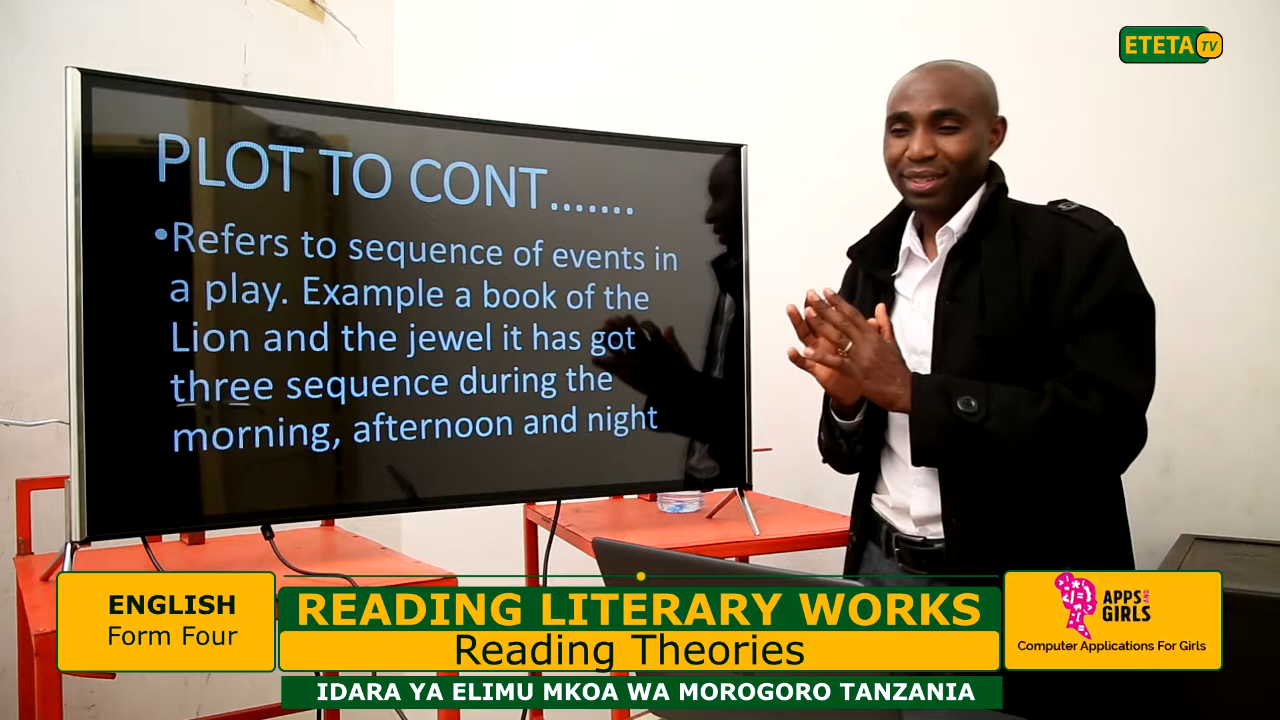 ETETA TV
PLOT TO CONT.......
•Refers to sequence of events in
a play. Example a book of the
Lion and the jewel it has got
three sequence during the
morning, afternoon and night
ENGLISH
Form Four
READING LITERARY WORKS
Reading Theories
IDARA YA ELIMU MKOA WA MOROGORO TANZANIA
APPS AND
GIRLS
Computer Applications For Girls